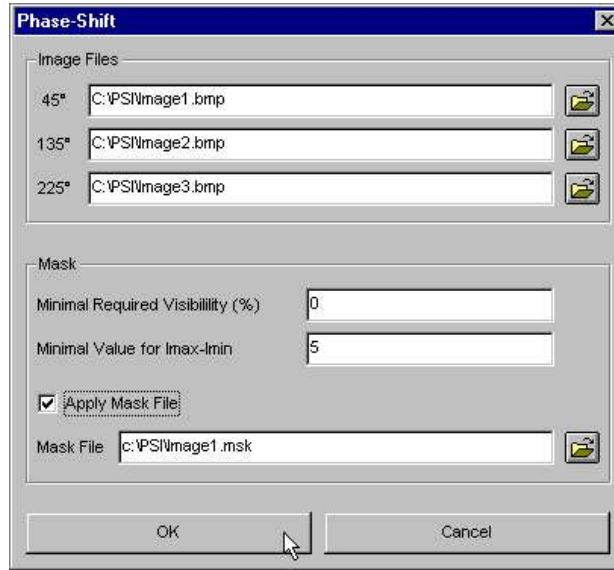 Phase-Shift
Image Files
45° C:\PSI\Image1.bmp
135° C:\PSI\Image2.bmp
225° C:\PSI\Image3.bmp
Mask
Minimal Required Visibilility (%) 0
Minimal Value for Imax-Imin 5
Apply Mask File
Mask File c:\PSI\Image1.msk
OK Cancel